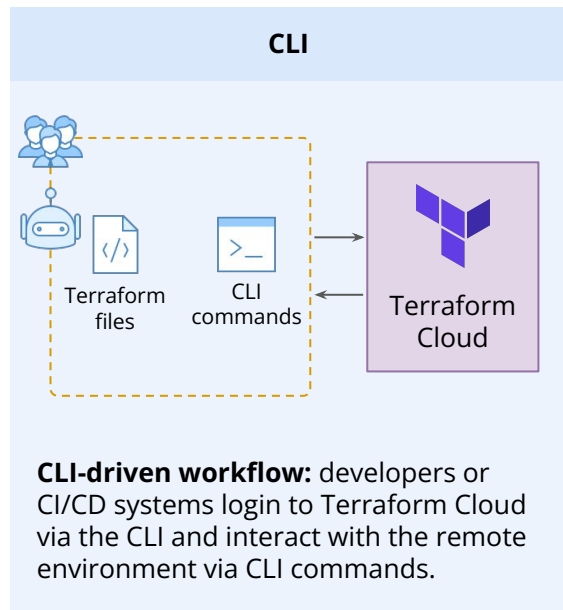 CLI
</>
>_
Terraform
files
CLI
commands
Terraform
Cloud
CLI-driven workflow: developers or
CI/CD systems login to Terraform Cloud
via the CLI and interact with the remote
environment via CLI commands.